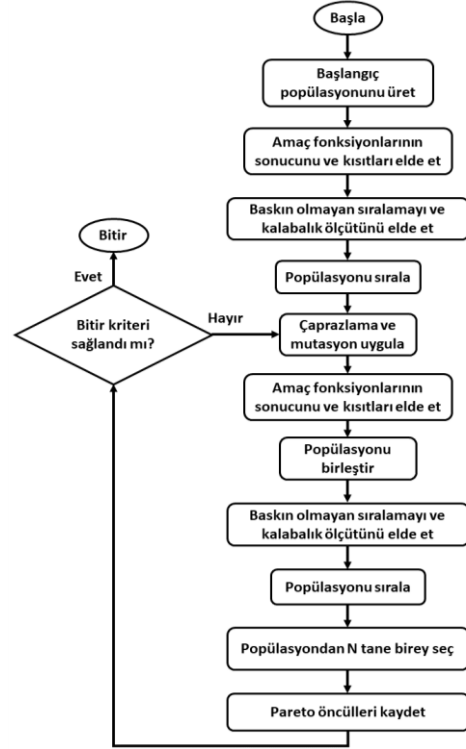 Başla
Başlangıç
popülasyonunu üret
Amaç fonksiyonlarının
sonucunu ve kısıtları elde et
Baskın olmayan sıralamayı ve
kalabalık ölçütünü elde et
Popülasyonu sırala
Bitir
Evet
Bitir kriteri
sağlandı mı?
Hayır
Çaprazlama ve
mutasyon uygula
Amaç fonksiyonlarının
sonucunu ve kısıtları elde et
Popülasyonu
birleştir
Baskın olmayan sıralamayı ve
kalabalık ölçütünü elde et
Popülasyonu sırala
Popülasyondan N tane birey seç
Pareto öncülleri kaydet